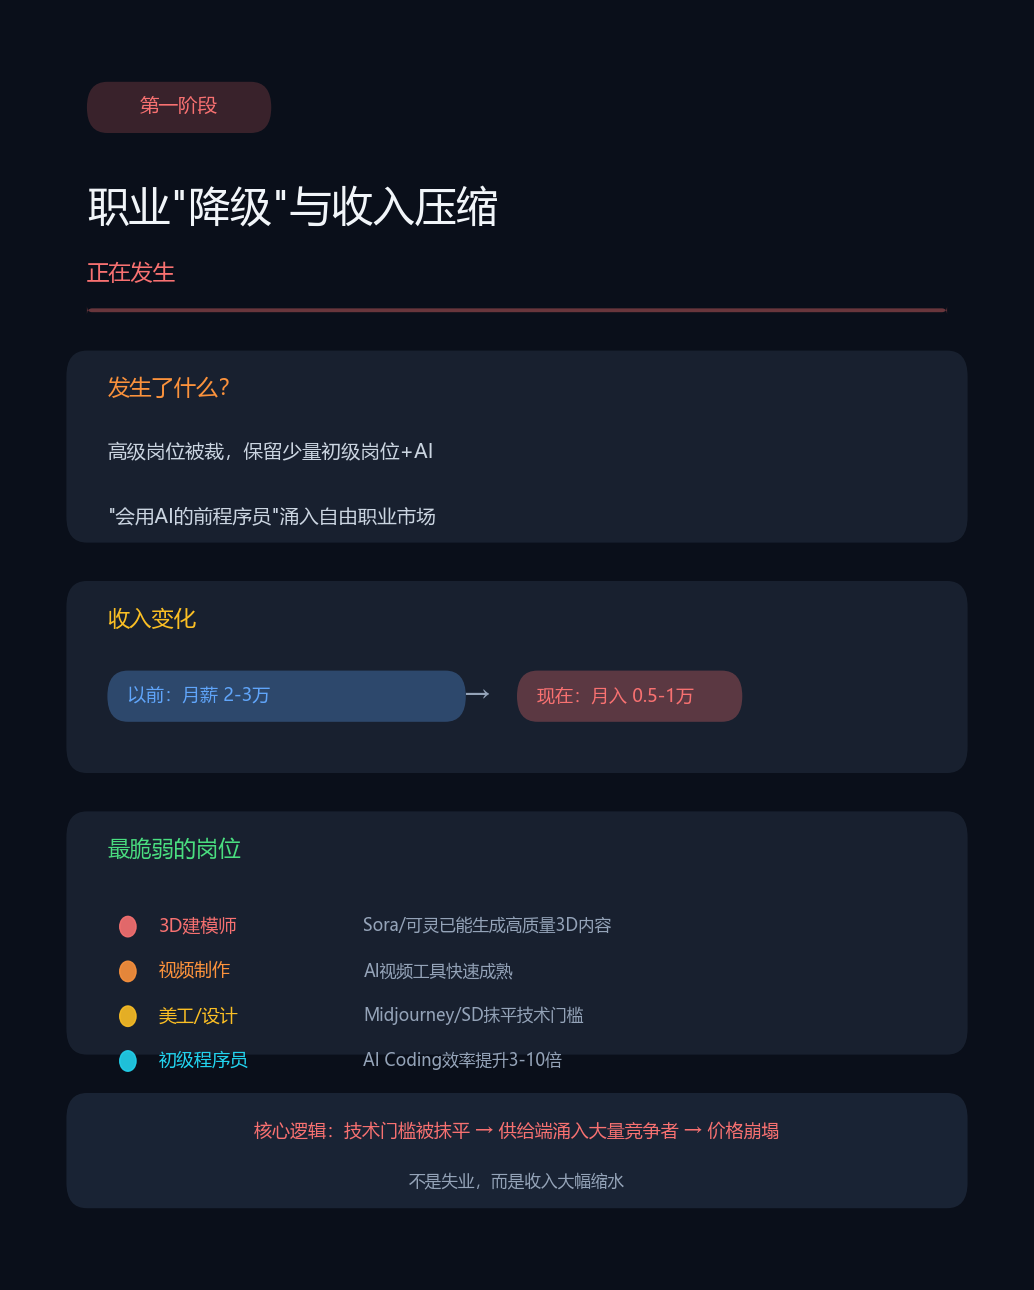 第一阶段
职业"降级"与收入压缩
正在发生
发生了什么？
高级岗位被裁，保留少量初级岗位+AI
"会用AI的前程序员"涌入自由职业市场
收入变化
以前：月薪 2-3万 → 现在：月入 0.5-1万
最脆弱的岗位
3D建模师 Sora/可灵已能生成高质量3D内容
视频制作 AI视频工具快速成熟
美工/设计 Midjourney/SD抹平技术门槛
初级程序员 AI Coding效率提升3-10倍
核心逻辑：技术门槛被抹平 → 供给端涌入大量竞争者 → 价格崩塌
不是失业，而是收入大幅缩水